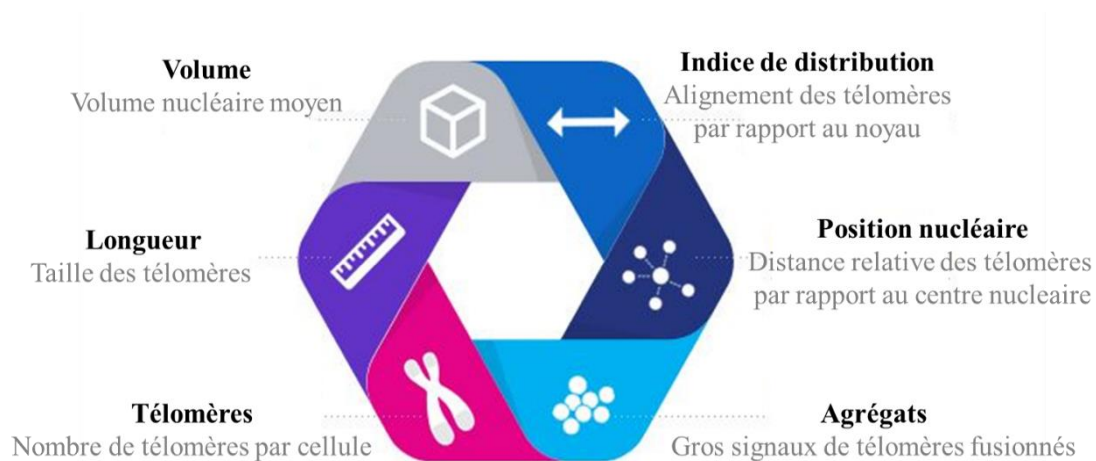 Volume
Volume nucléaire moyen
Indice de distribution
Alignement des télomères
par rapport au noyau
Longueur
Taille des télomères
Position nucléaire
Distance relative des télomères
par rapport au centre nucleaire
Télomères
Nombre de télomères par cellule
Agrégats
Gros signaux de télomères fusionnés